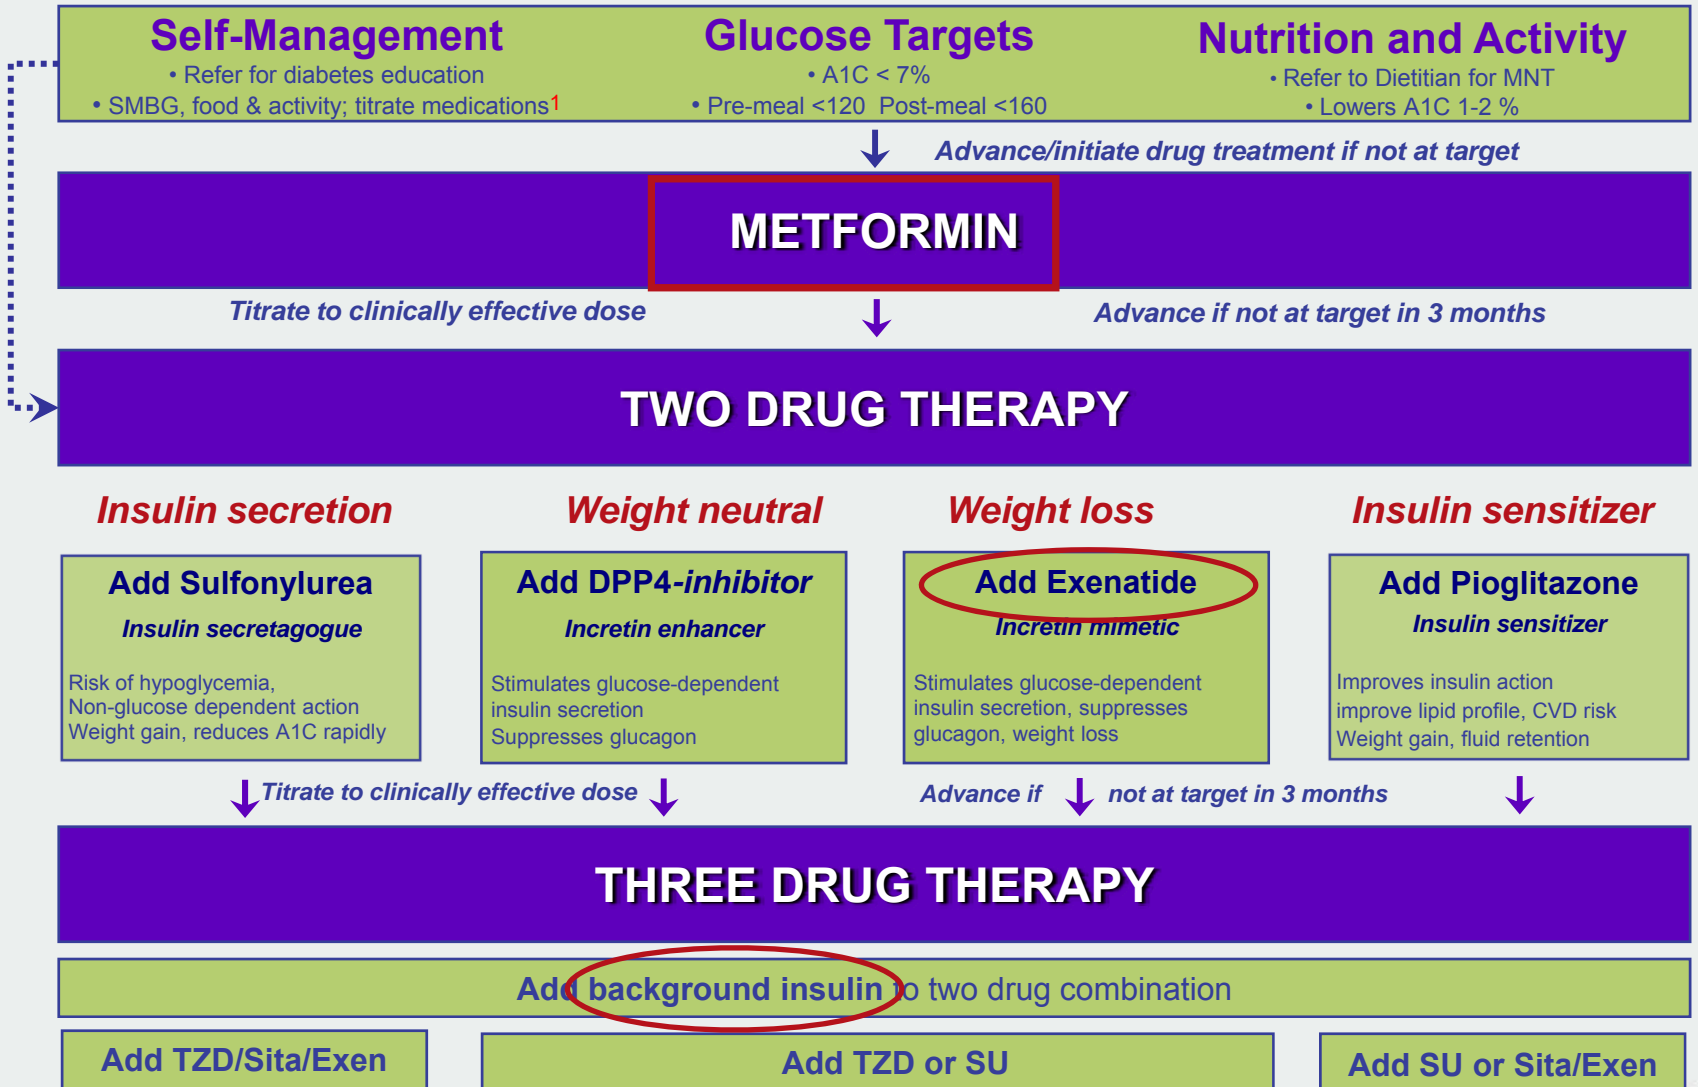 Self-Management
• Refer for diabetes education
• SMBG, food & activity; titrate medications1
Glucose Targets
• A1C < 7%
• Pre-meal <120 Post-meal <160
Nutrition and Activity
• Refer to Dietitian for MNT
• Lowers A1C 1-2 %
Advance/initiate drug treatment if not at target
METFORMIN
Titrate to clinically effective dose
Advance if not at target in 3 months
TWO DRUG THERAPY
Insulin secretion
Weight neutral
Weight loss
Insulin sensitizer
Add Sulfonylurea
Insulin secretagogue
Risk of hypoglycemia,
Non-glucose dependent action
Weight gain, reduces A1C rapidly
Add DPP4-inhibitor
Incretin enhancer
Stimulates glucose-dependent
insulin secretion
Suppresses glucagon
Add Exenatide
Incretin mimetic
Stimulates glucose-dependent
insulin secretion, suppresses
glucagon, weight loss
Add Pioglitazone
Insulin sensitizer
Improves insulin action
improve lipid profile, CVD risk
Weight gain, fluid retention
Titrate to clinically effective dose
Advance if not at target in 3 months
THREE DRUG THERAPY
Add background insulin to two drug combination
Add TZD/Sita/Exen
Add TZD or SU
Add SU or Sita/Exen